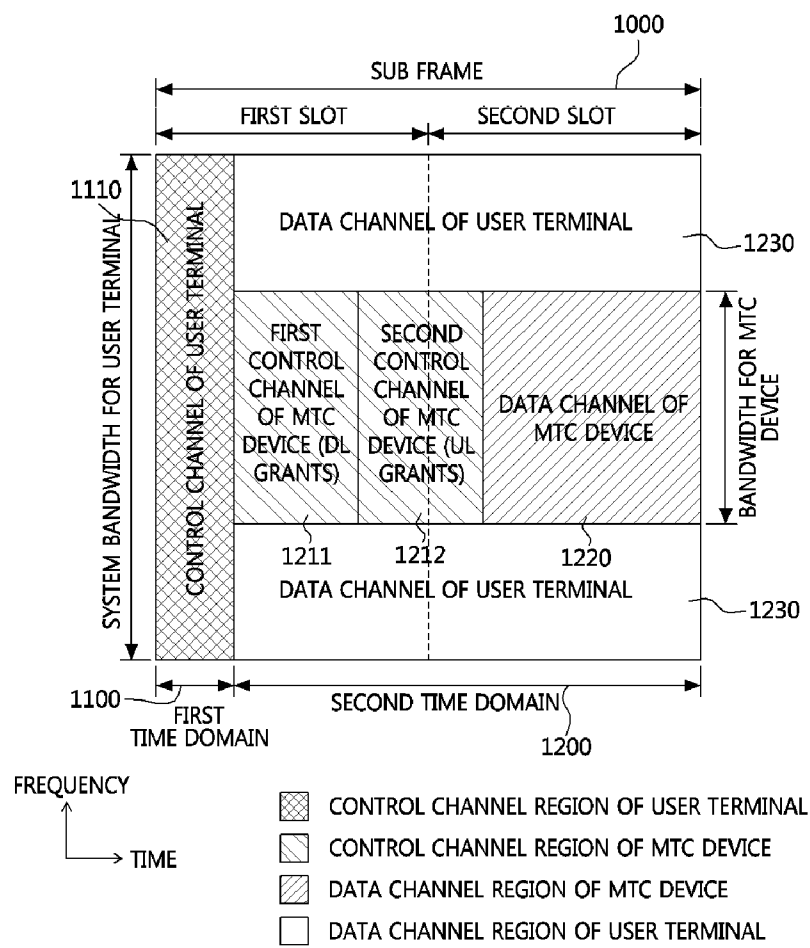 1000
SUB FRAME
FIRST SLOT
SECOND SLOT
1110
SYSTEM BANDWIDTH FOR USER TERMINAL
CONTROL CHANNEL OF USER TERMINAL
DATA CHANNEL OF USER TERMINAL
1230
FIRST
CONTROL
CHANNEL
OF MTC
DEVICE (DL
GRANTS)
SECOND
CONTROL
CHANNEL
OF MTC
DEVICE (UL
GRANTS)
DATA CHANNEL OF
MTC DEVICE
BANDWIDTH FOR MTC
DEVICE
1211
1212
1220
DATA CHANNEL OF USER TERMINAL
1230
1100
FIRST
TIME DOMAIN
SECOND TIME DOMAIN
1200
FREQUENCY
TIME
CONTROL CHANNEL REGION OF USER TERMINAL
CONTROL CHANNEL REGION OF MTC DEVICE
DATA CHANNEL REGION OF MTC DEVICE
DATA CHANNEL REGION OF USER TERMINAL